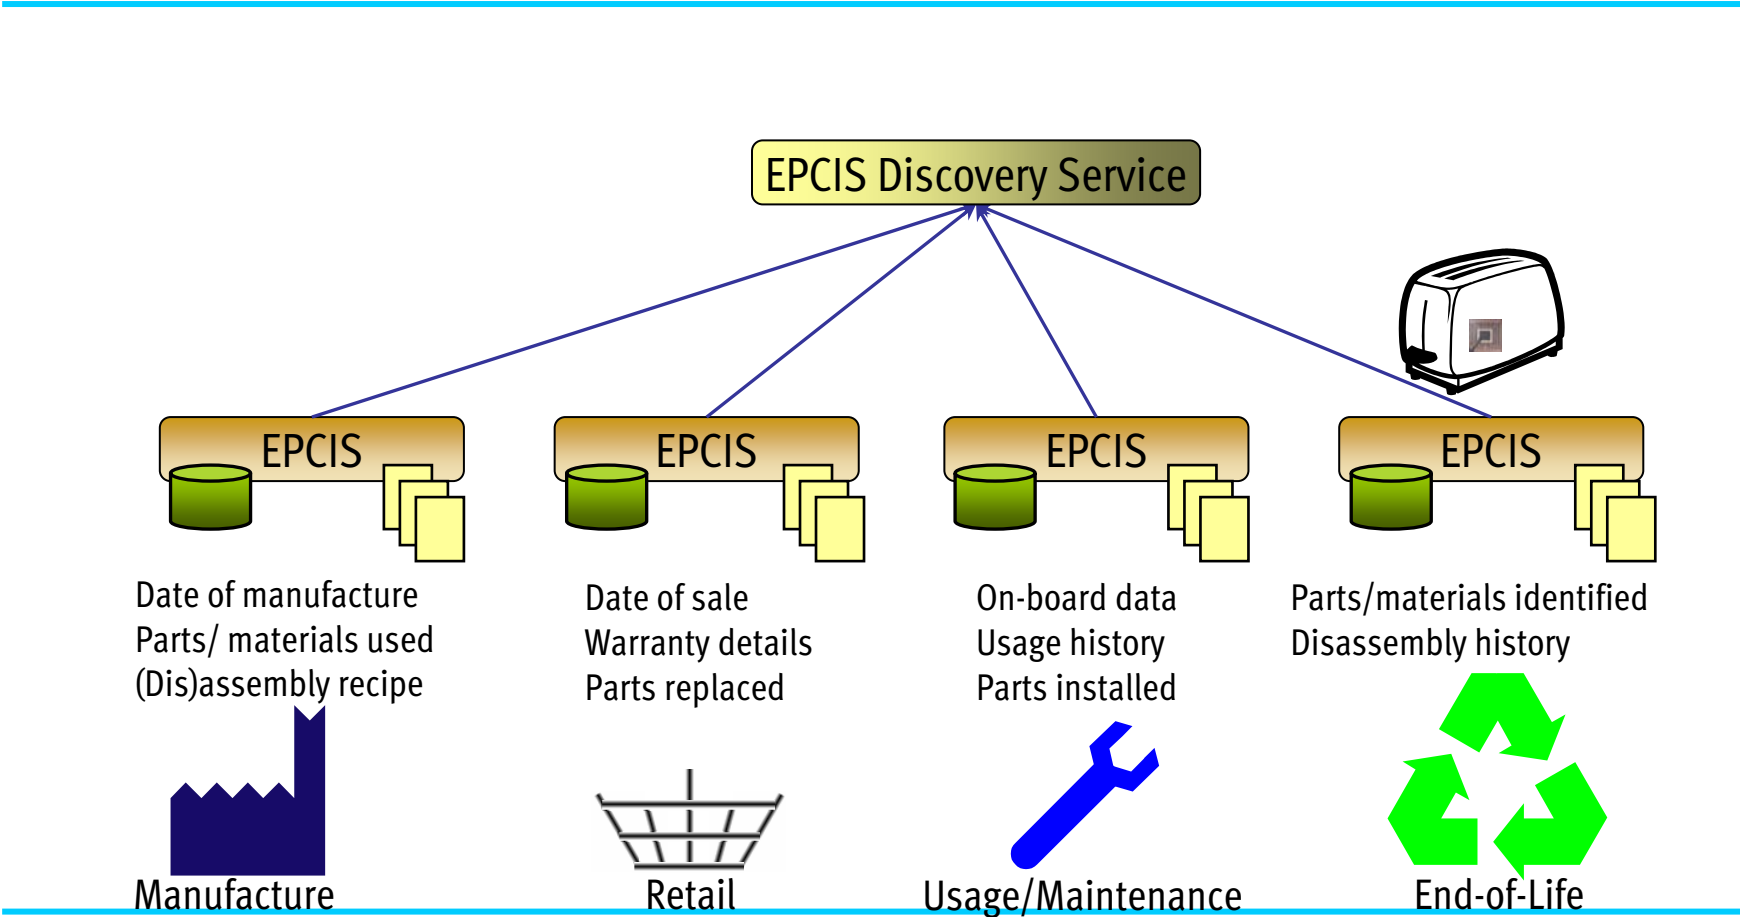 EPCIS Discovery Service
EPCIS
EPCIS
EPCIS
EPCIS
Date of manufacture
Parts/ materials used
(Dis)assembly recipe
Date of sale
Warranty details
Parts replaced
On-board data
Usage history
Parts installed
Parts/materials identified
Disassembly history
Manufacture
Retail
Usage/Maintenance
End-of-Life